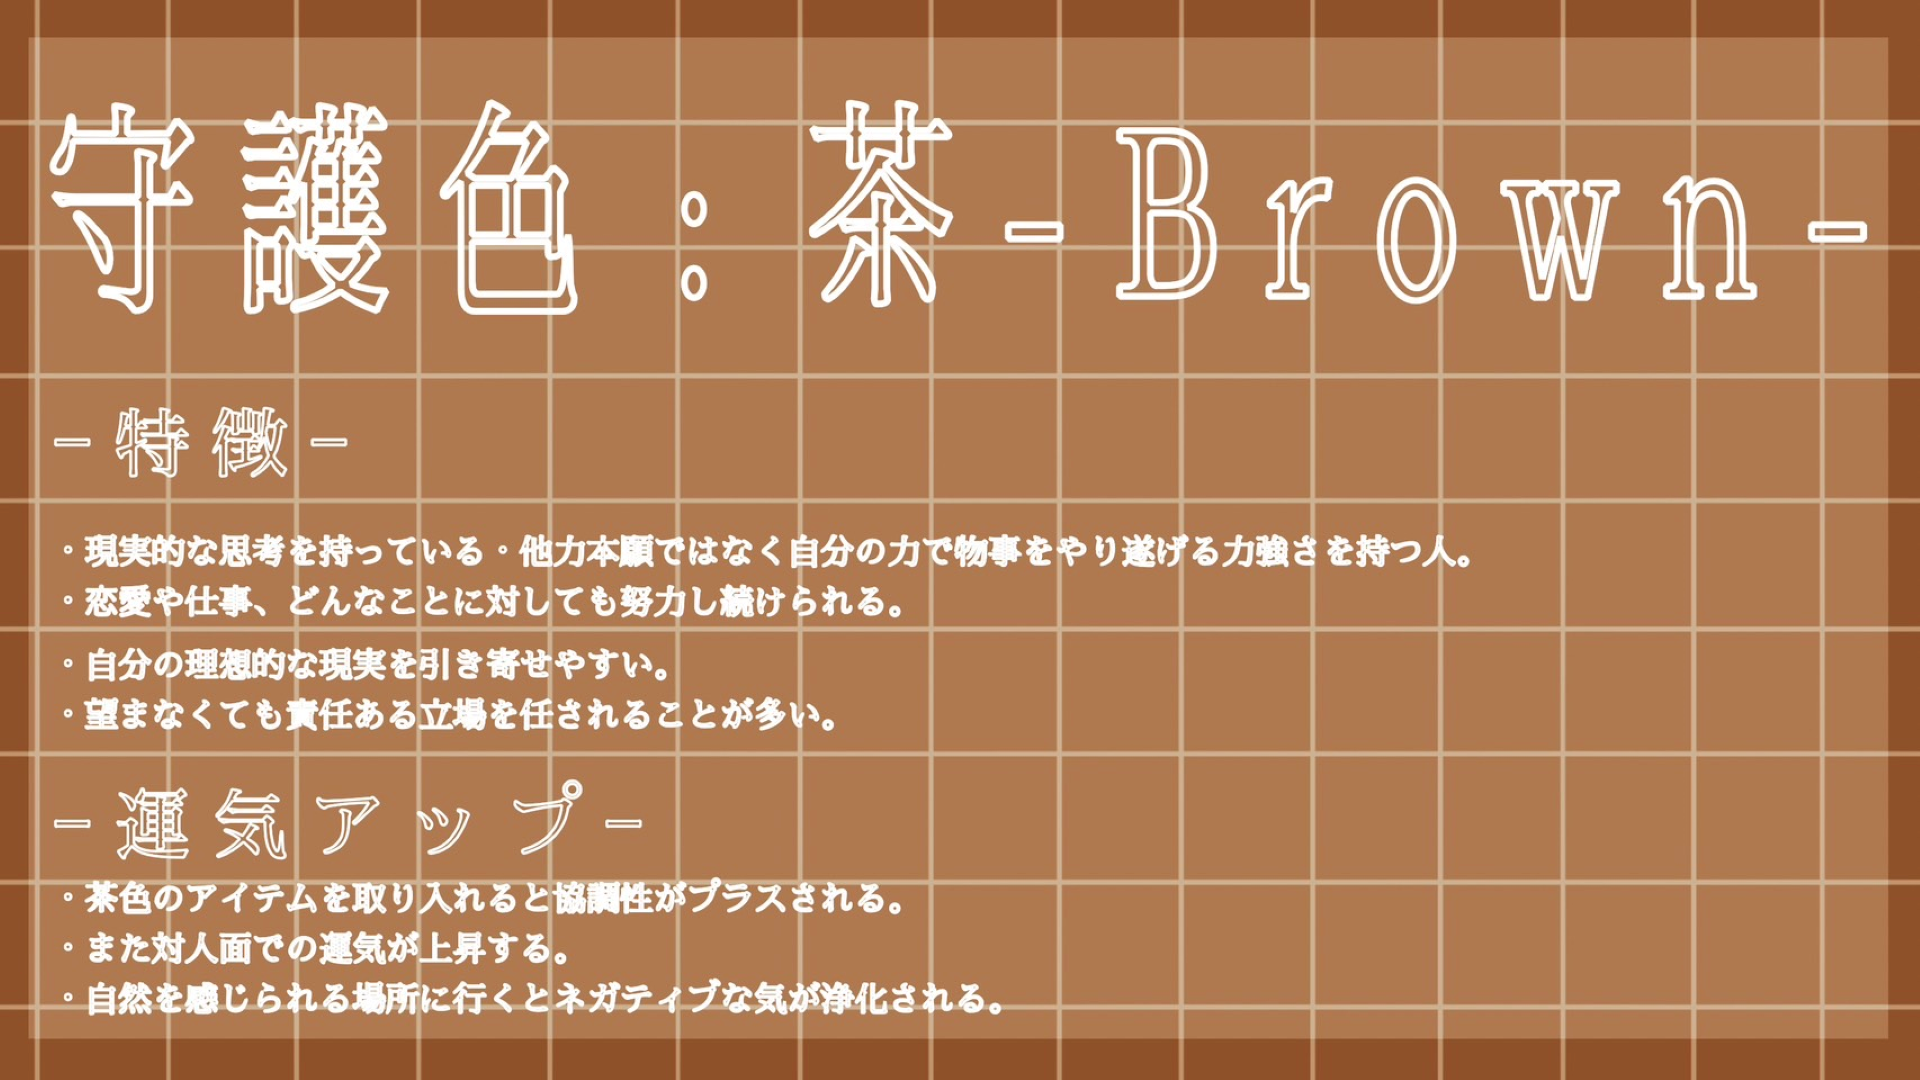 守護色：茶-Brown-
-特徴-
・現実的な思考を持っている・他力本願ではなく自分の力で物事をやり遂げる力強さを持つ人。
・恋愛や仕事、どんなことに対しても努力し続けられる。
・自分の理想的な現実を引き寄せやすい。
・望まなくても責任ある立場を任されることが多い。
-運気アップ-
・茶色のアイテムを取り入れると協調性がプラスされる。
・また対人面での運気が上昇する。
・自然を感じられる場所に行くとネガティブな気が浄化される。